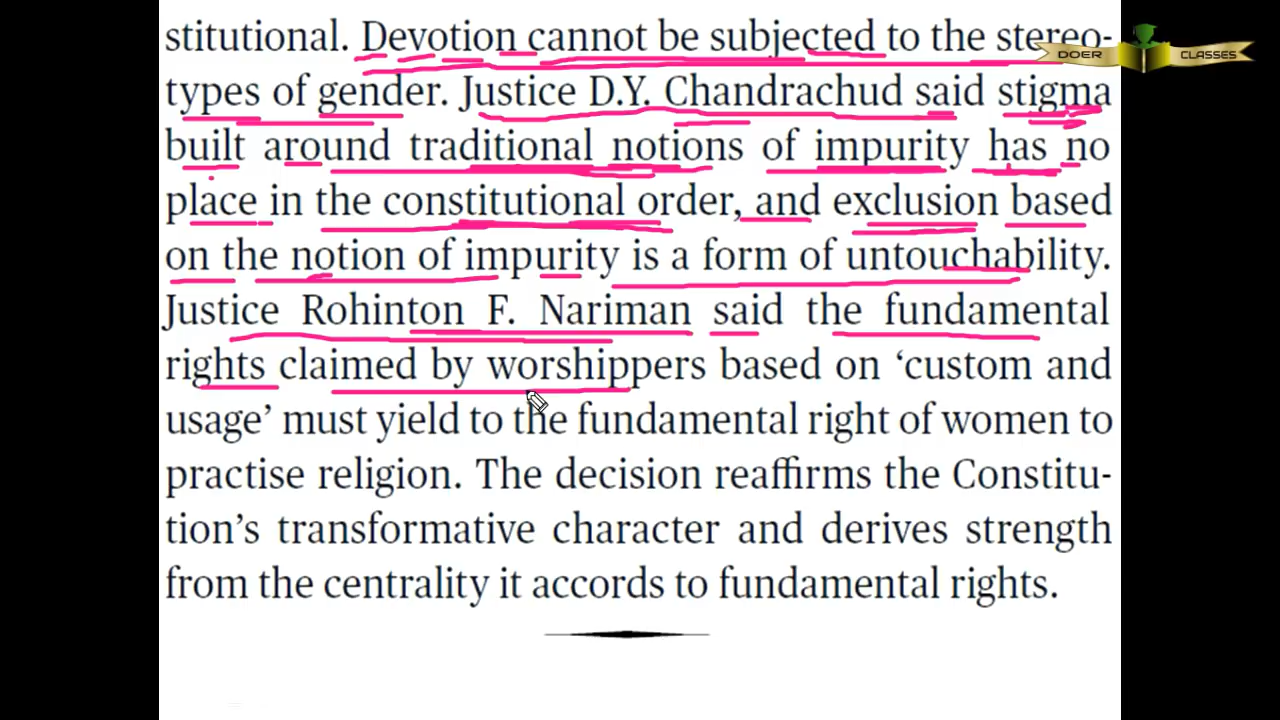 stitutional. Devotion cannot be subjected to the stereo-
DOER CLASSES
types of gender. Justice D.Y. Chandrachud said stigma
built around traditional notions of impurity has no
place in the constitutional order, and exclusion based
on the notion of impurity is a form of untouchability.
Justice Rohinton F. Nariman said the fundamental
rights claimed by worshippers based on ‘custom and
usage’ must yield to the fundamental right of women to
practise religion. The decision reaffirms the Constitu-
tion’s transformative character and derives strength
from the centrality it accords to fundamental rights.